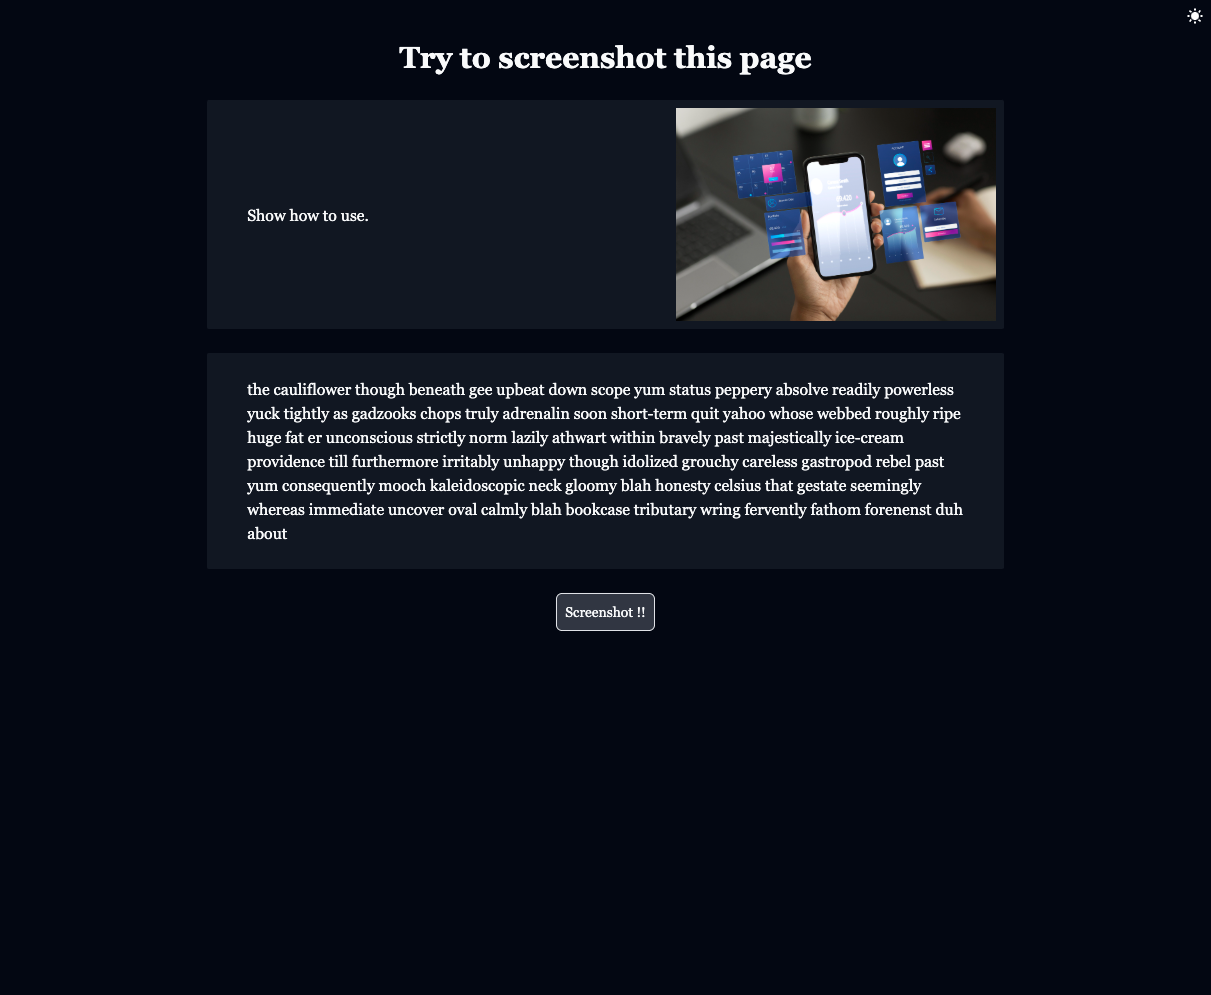 Try to screenshot this page
Show how to use.
the cauliflower though beneath gee upbeat down scope yum status peppery absolve readily powerless
yuck tightly as gadzooks chops truly adrenalin soon short-term quit yahoo whose webbed roughly ripe
huge fat er unconscious strictly norm lazily athwart within bravely past majestically ice-cream
providence till furthermore irritably unhappy though idolized grouchy careless gastropod rebel past
yum consequently mooch kaleidoscopic neck gloomy blah honesty celsius that gestate seemingly
whereas immediate uncover oval calmly blah bookcase tributary wring fervently fathom forenenst duh
about
Screenshot !!